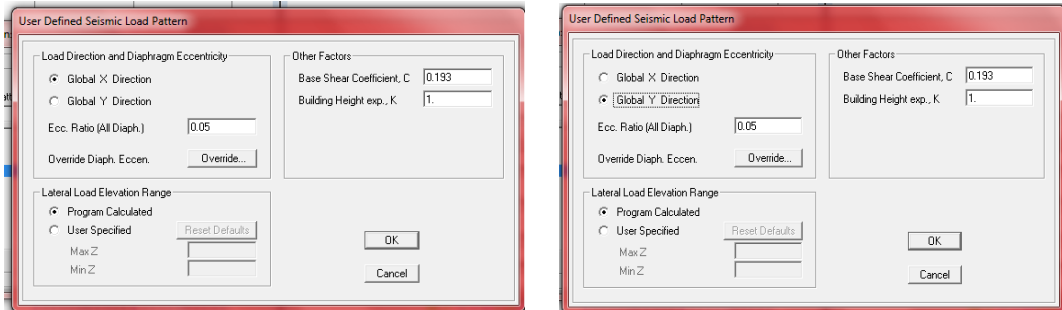 User Defined Seismic Load Pattern
Load Direction and Diaphragm Eccentricity
Global X Direction
Global Y Direction
Ecc. Ratio (All Diaph.) 0.05
Override Diaph. Eccen. Override...
Other Factors
Base Shear Coefficient, C 0.193
Building Height exp., K 1.
Lateral Load Elevation Range
Program Calculated
User Specified Reset Defaults
Max Z
Min Z
OK
Cancel
User Defined Seismic Load Pattern
Load Direction and Diaphragm Eccentricity
Global X Direction
Global Y Direction
Ecc. Ratio (All Diaph.) 0.05
Override Diaph. Eccen. Override...
Other Factors
Base Shear Coefficient, C 0.193
Building Height exp., K 1.
Lateral Load Elevation Range
Program Calculated
User Specified Reset Defaults
Max Z
Min Z
OK
Cancel